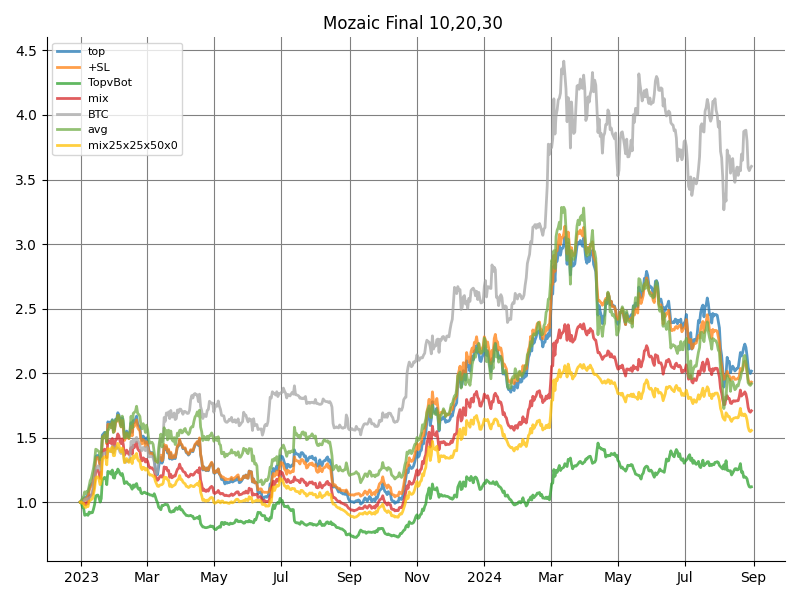 Mozaic Final 10,20,30
top
+SL
TopvBot
mix
BTC
avg
mix25x25x50x0
4.5
4.0
3.5
3.0
2.5
2.0
1.5
1.0
2023 Mar May Jul Sep Nov 2024 Mar May Jul Sep